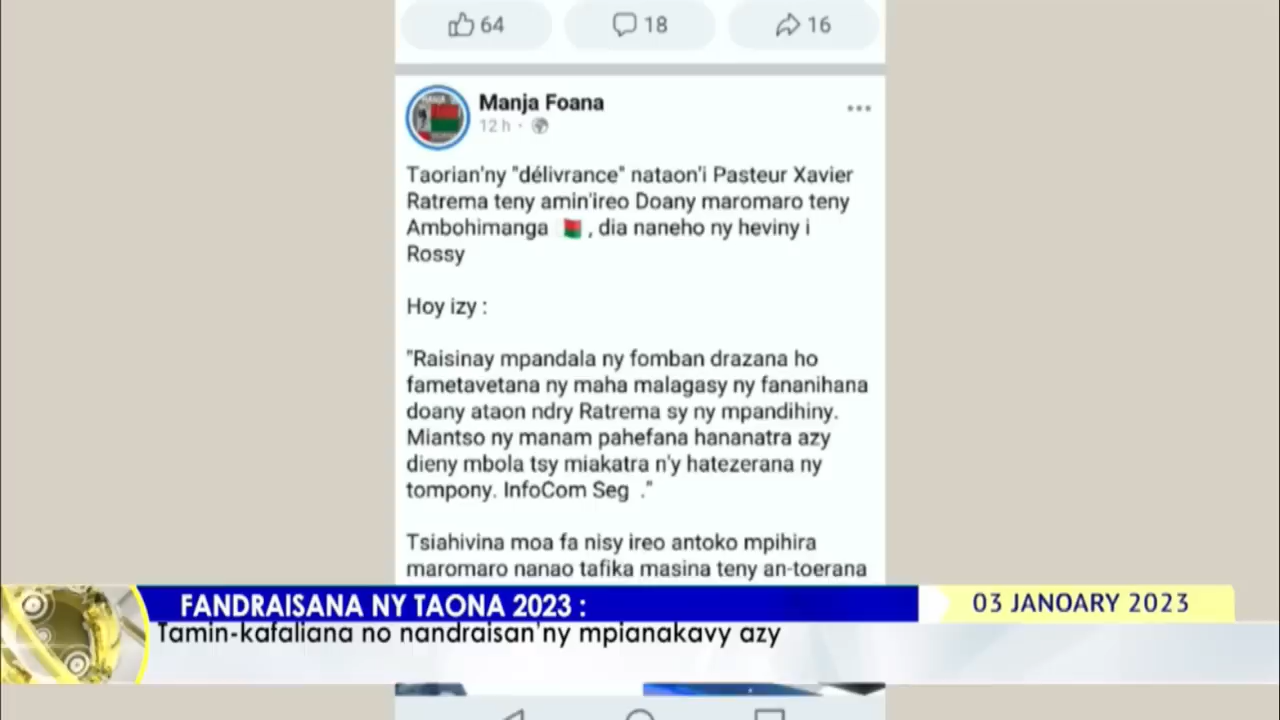 64 18 16
Manja Foana
12 h
Taorian'ny "délivrance" nataon'i Pasteur Xavier
Ratrema teny amin'ireo Doany maromaro teny
Ambohimanga 🇲🇬 , dia naneho ny heviny i
Rossy
Hoy izy :
"Raisinay mpandala ny fomban drazana ho
fametavetana ny maha malagasy ny fananihana
doany ataon ndry Ratrema sy ny mpandihiny.
Miantso ny manam pahefana hananatra azy
dieny mbola tsy miakatra n'y hatezerana ny
tompony. InfoCom Seg ."
Tsiahivina moa fa nisy ireo antoko mpihira
maromaro nanao tafika masina teny an-toerana
FANDRAISANA NY TAONA 2023 :
03 JANOARY 2023
Tamin-kafaliana no nandraisan'ny mpianakavy azy